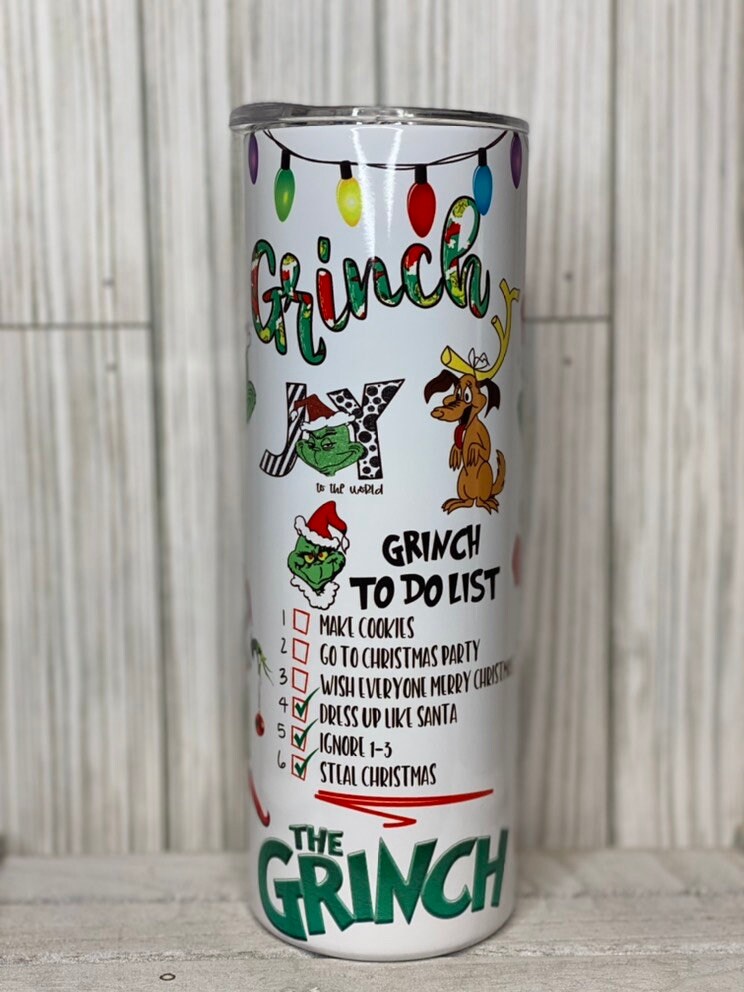 Grinch
JOY
to the world
GRINCH
TO DO LIST
1 MAKE COOKIES
2 GO TO CHRISTMAS PARTY
3 WISH EVERYONE MERRY CHRISTM
4 DRESS UP LIKE SANTA
5 IGNORE 1-3
6 STEAL CHRISTMAS
THE
GRINCH